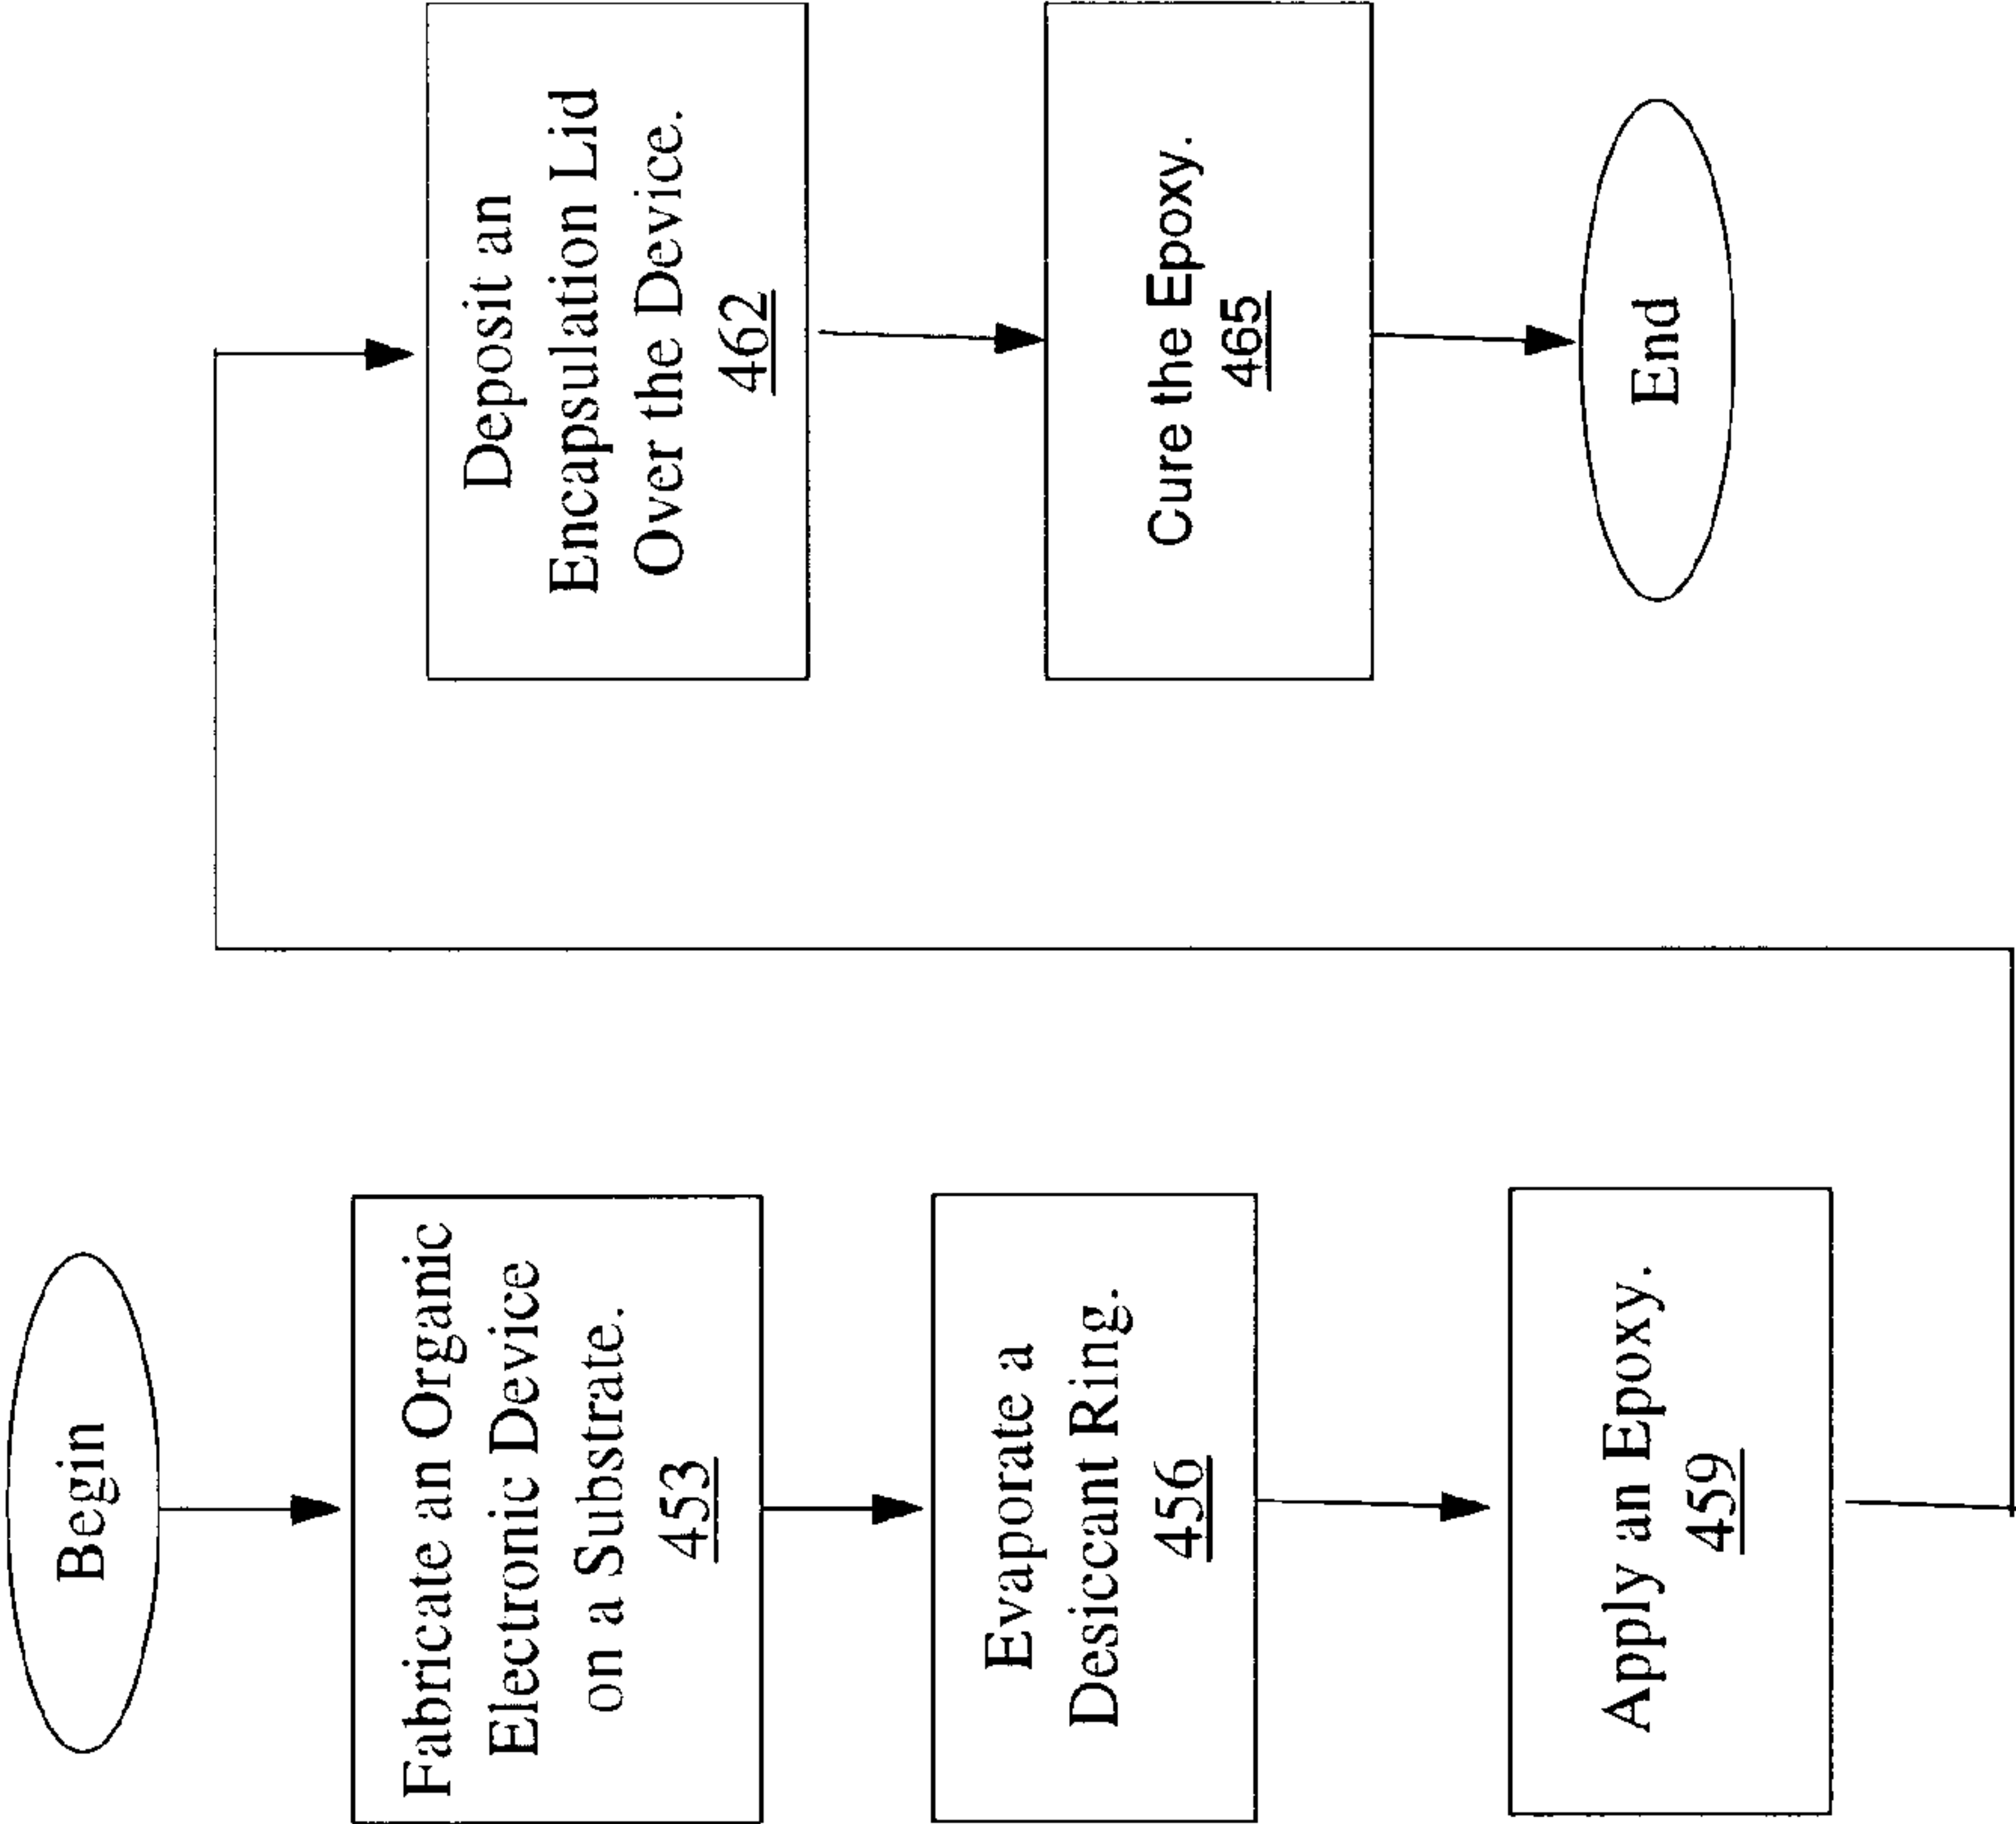 Begin
Fabricate an Organic
Electronic Device
on a Substrate.
453
Evaporate a
Desiccant Ring.
456
Apply an Epoxy.
459
Deposit an
Encapsulation Lid
Over the Device.
462
Cure the Epoxy.
465
End